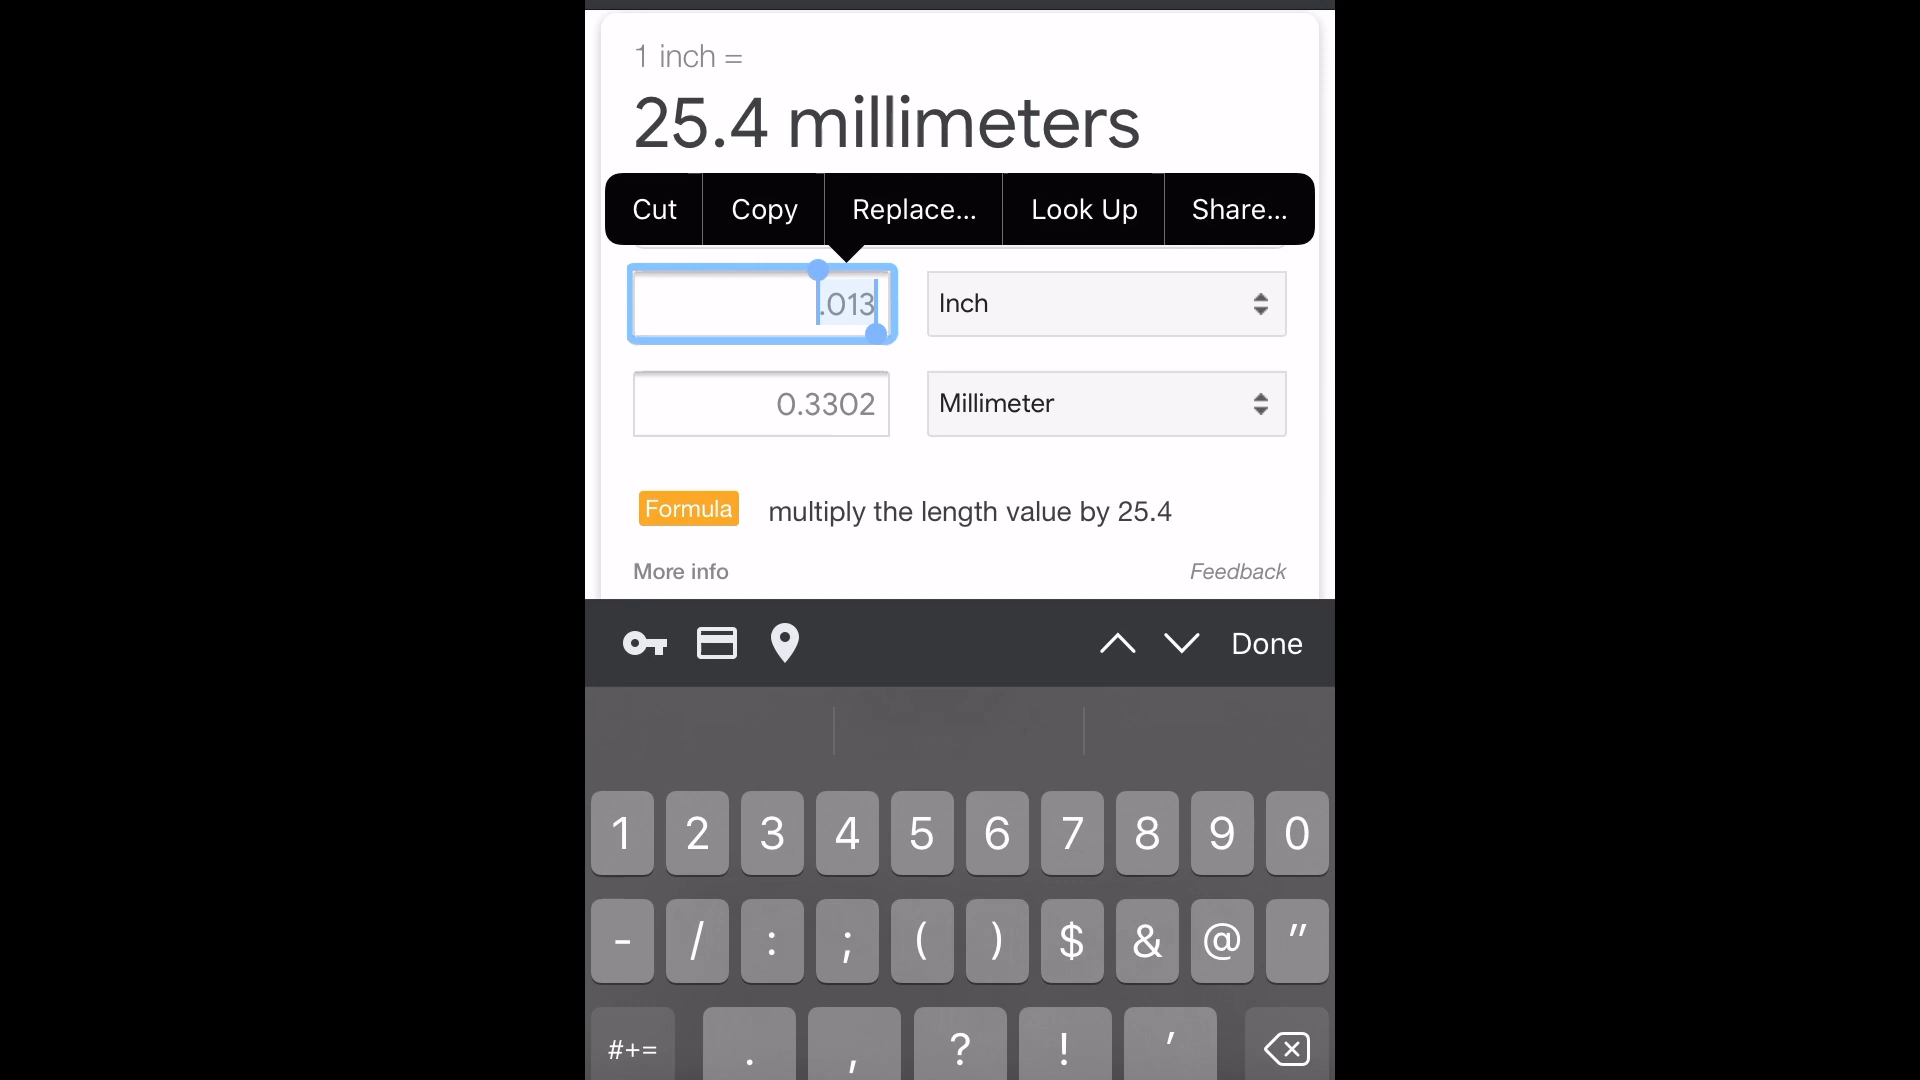 1 inch =
25.4 millimeters
Cut Copy Replace... Look Up Share...
.013 Inch
0.3302 Millimeter
Formula multiply the length value by 25.4
More info Feedback
Done
1 2 3 4 5 6 7 8 9 0
- / : ; ( ) $ & @ "
#+= . , ? ! '